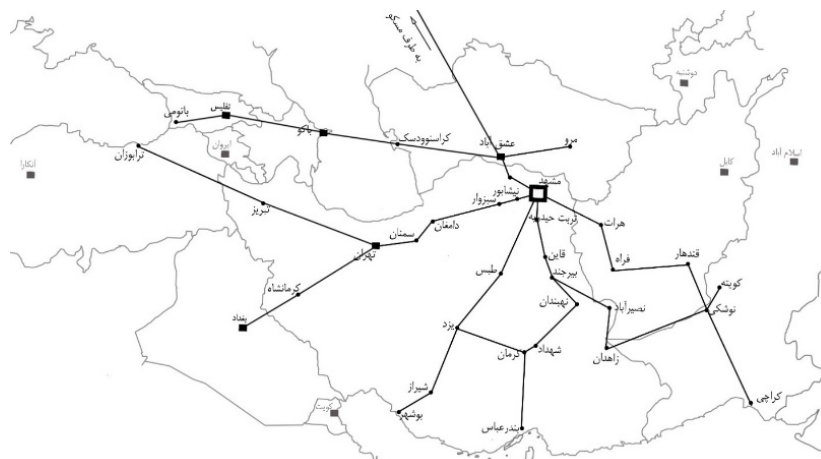 به طرف مسکو
دوشنبه
تفلیس
باتومی
باکو
کراسنوودسک
مرو
عشق آباد
ترابوزان
ایروان
آنکارا
کابل
اسلام آباد
مشهد
نیشابور
سبزوار
تبریز
دامغان
تربت حیدریه
هرات
سمنان
تهران
قاین
فراه
قندهار
طبس
بیرجند
کویته
کرمانشاه
نهبندان
نصیرآباد
نوشکی
بغداد
یزد
شهداد
کرمان
زاهدان
شیراز
کراچی
کویت
بوشهر
بندرعباس